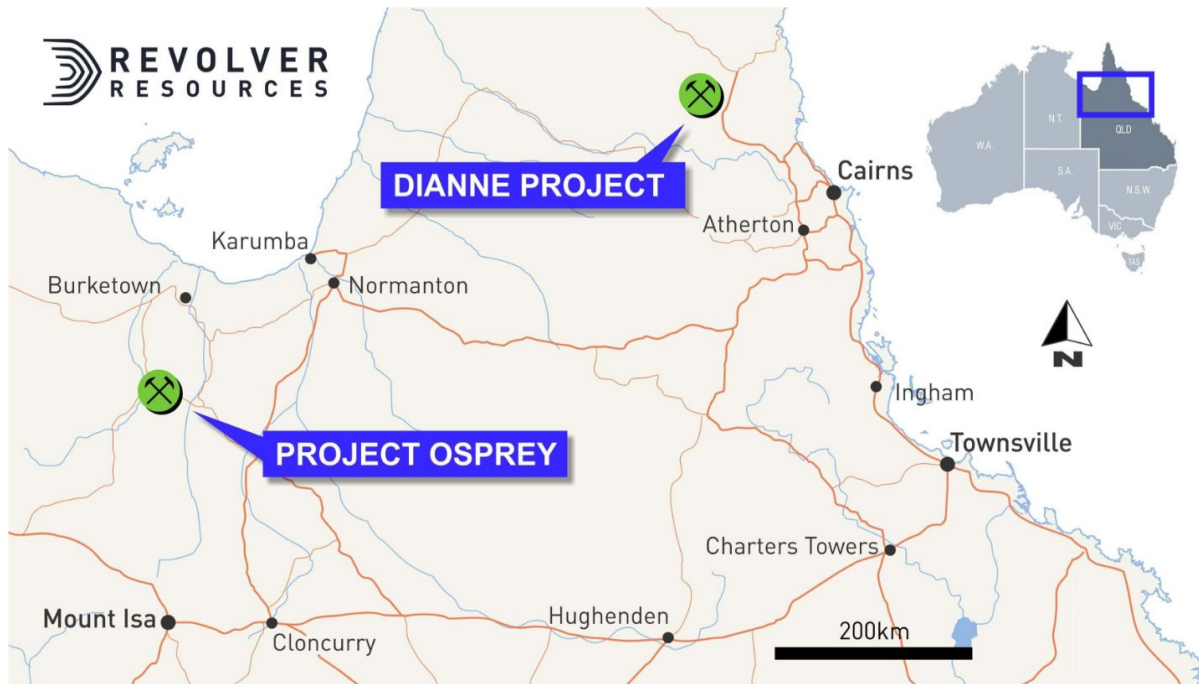 REVOLVER
RESOURCES
DIANNE PROJECT
Cairns
Atherton
Karumba
Burketown
Normanton
Ingham
PROJECT OSPREY
Townsville
Charters Towers
Mount Isa
Cloncurry
Hughenden
200km
N.T.
QLD
W.A.
S.A.
N.S.W.
VIC
TAS
N